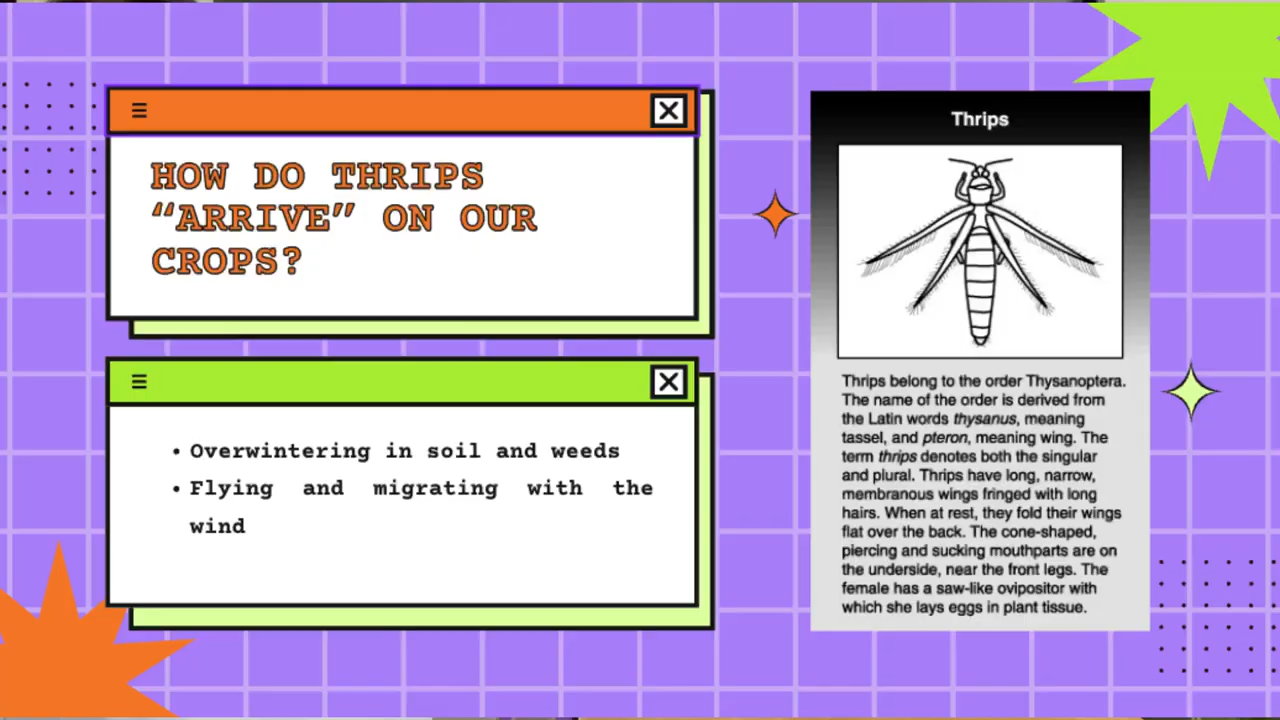 HOW DO THRIPS
“ARRIVE” ON OUR
CROPS?
• Overwintering in soil and weeds
• Flying and migrating with the
wind
Thrips
Thrips belong to the order Thysanoptera.
The name of the order is derived from
the Latin words thysanus, meaning
tassel, and pteron, meaning wing. The
term thrips denotes both the singular
and plural. Thrips have long, narrow,
membranous wings fringed with long
hairs. When at rest, they fold their wings
flat over the back. The cone-shaped,
piercing and sucking mouthparts are on
the underside, near the front legs. The
female has a saw-like ovipositor with
which she lays eggs in plant tissue.